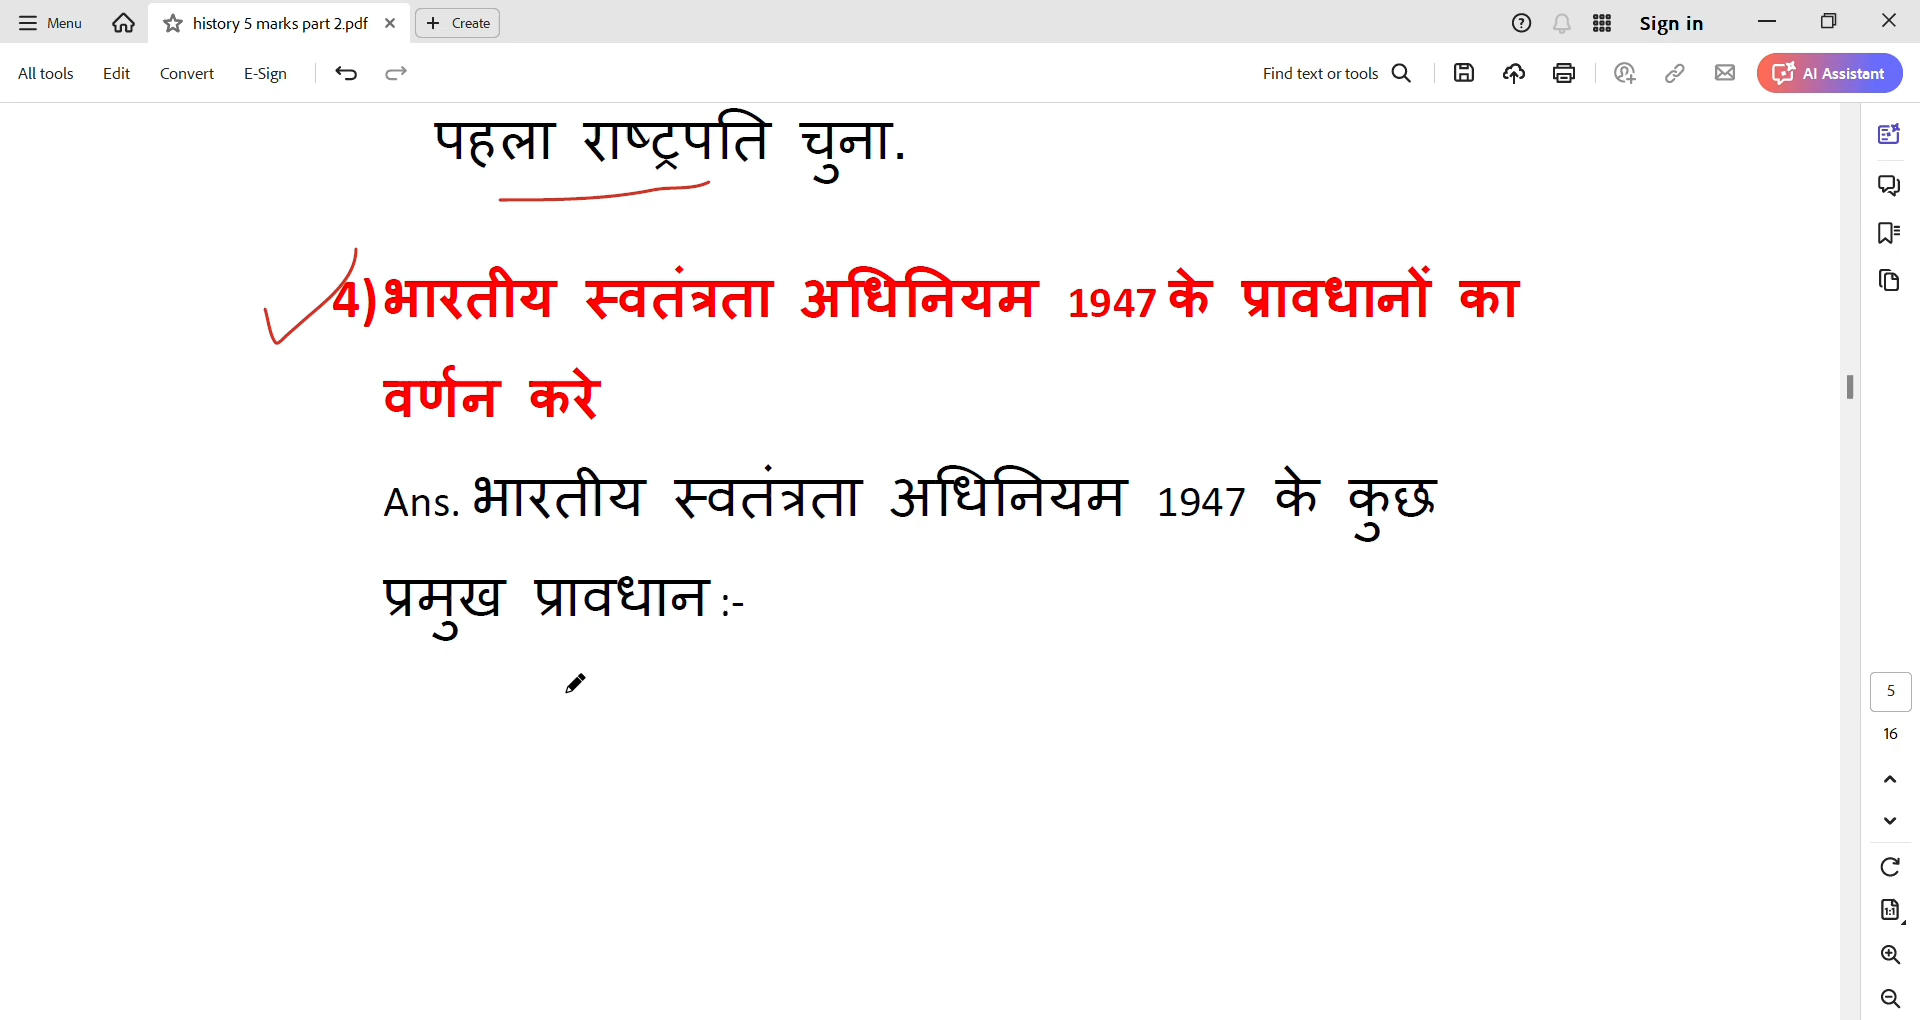 Menu
history 5 marks part 2.pdf
Create
Sign in
All tools Edit Convert E-Sign
Find text or tools
AI Assistant
पहला राष्ट्रपति चुना.
4)भारतीय स्वतंत्रता अधिनियम 1947 के प्रावधानों का
वर्णन करे
Ans. भारतीय स्वतंत्रता अधिनियम 1947 के कुछ
प्रमुख प्रावधान :-
5
16